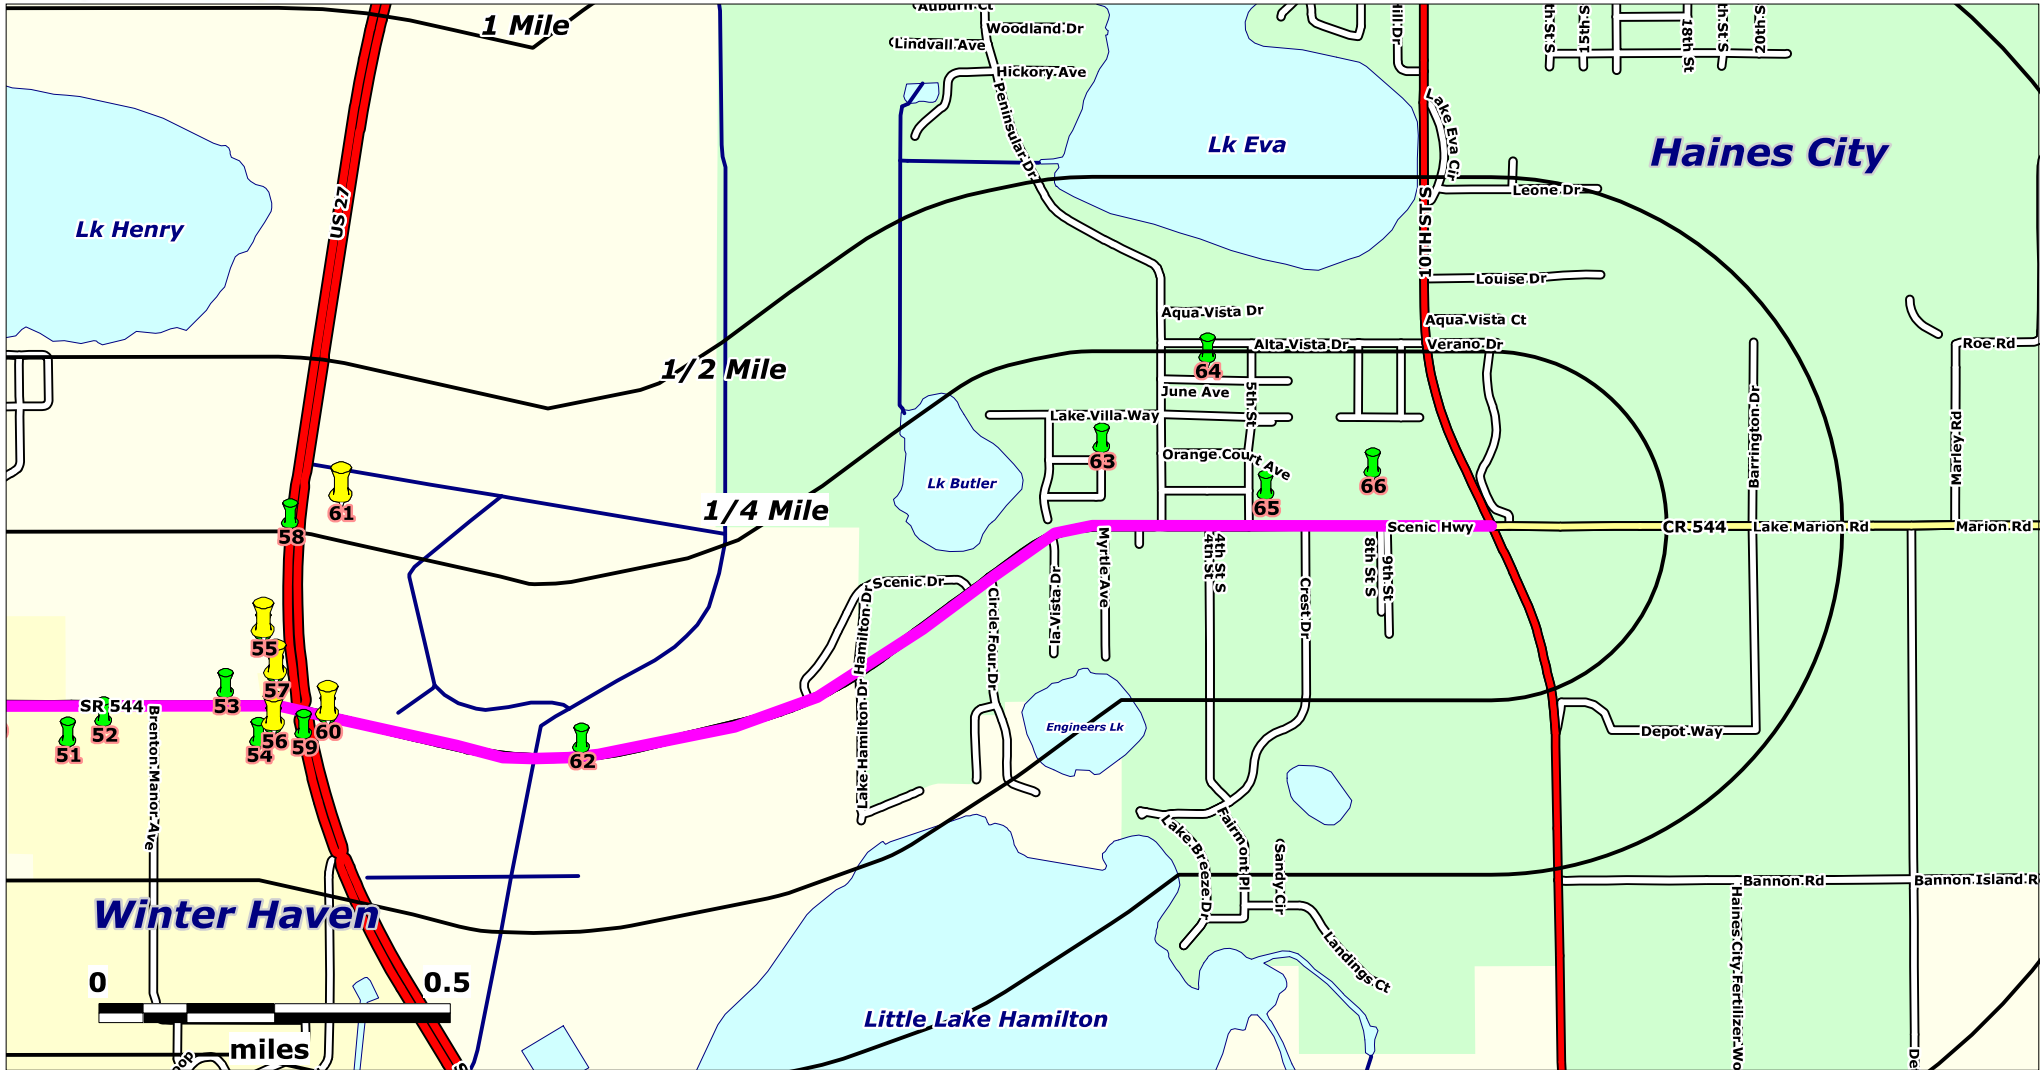 1 Mile
Auburn Ct
Woodland Dr
Lindvall Ave
Hickory Ave
Peninsular Dr
Hill Dr
th St S
15th S
18th St
th St S
20th S
Lake Eva Cir
Lk Eva
Haines City
Leone Dr
US 27
Lk Henry
10TH ST S
Louise Dr
Aqua Vista Dr
Aqua Vista Ct
Alta Vista Dr
Verano Dr
Roe Rd
1/2 Mile
64
June Ave
5th St
Lake Villa Way
Barrington Dr
Marley Rd
63
Orange Court Ave
66
Lk Butler
65
61
1/4 Mile
58
Scenic Hwy
CR 544
Lake Marion Rd
Marion Rd
Myrtle Ave
4th St
4th St S
8th St S
9th St
Scenic Dr
Hamilton Dr
Circle Four Dr
la Vista Dr
Crest Dr
55
57
SR 544
53
52
51
54
56
59
60
62
Brenton Manor Ave
Lake Hamilton Dr
Engineers Lk
Depot Way
Lake Breeze Dr
Fairmont Pl
Sandy Cir
Bannon Rd
Bannon Island R
Winter Haven
Haines City Fertilizer Wo
Landings Ct
0
0.5
miles
Little Lake Hamilton
oop
De